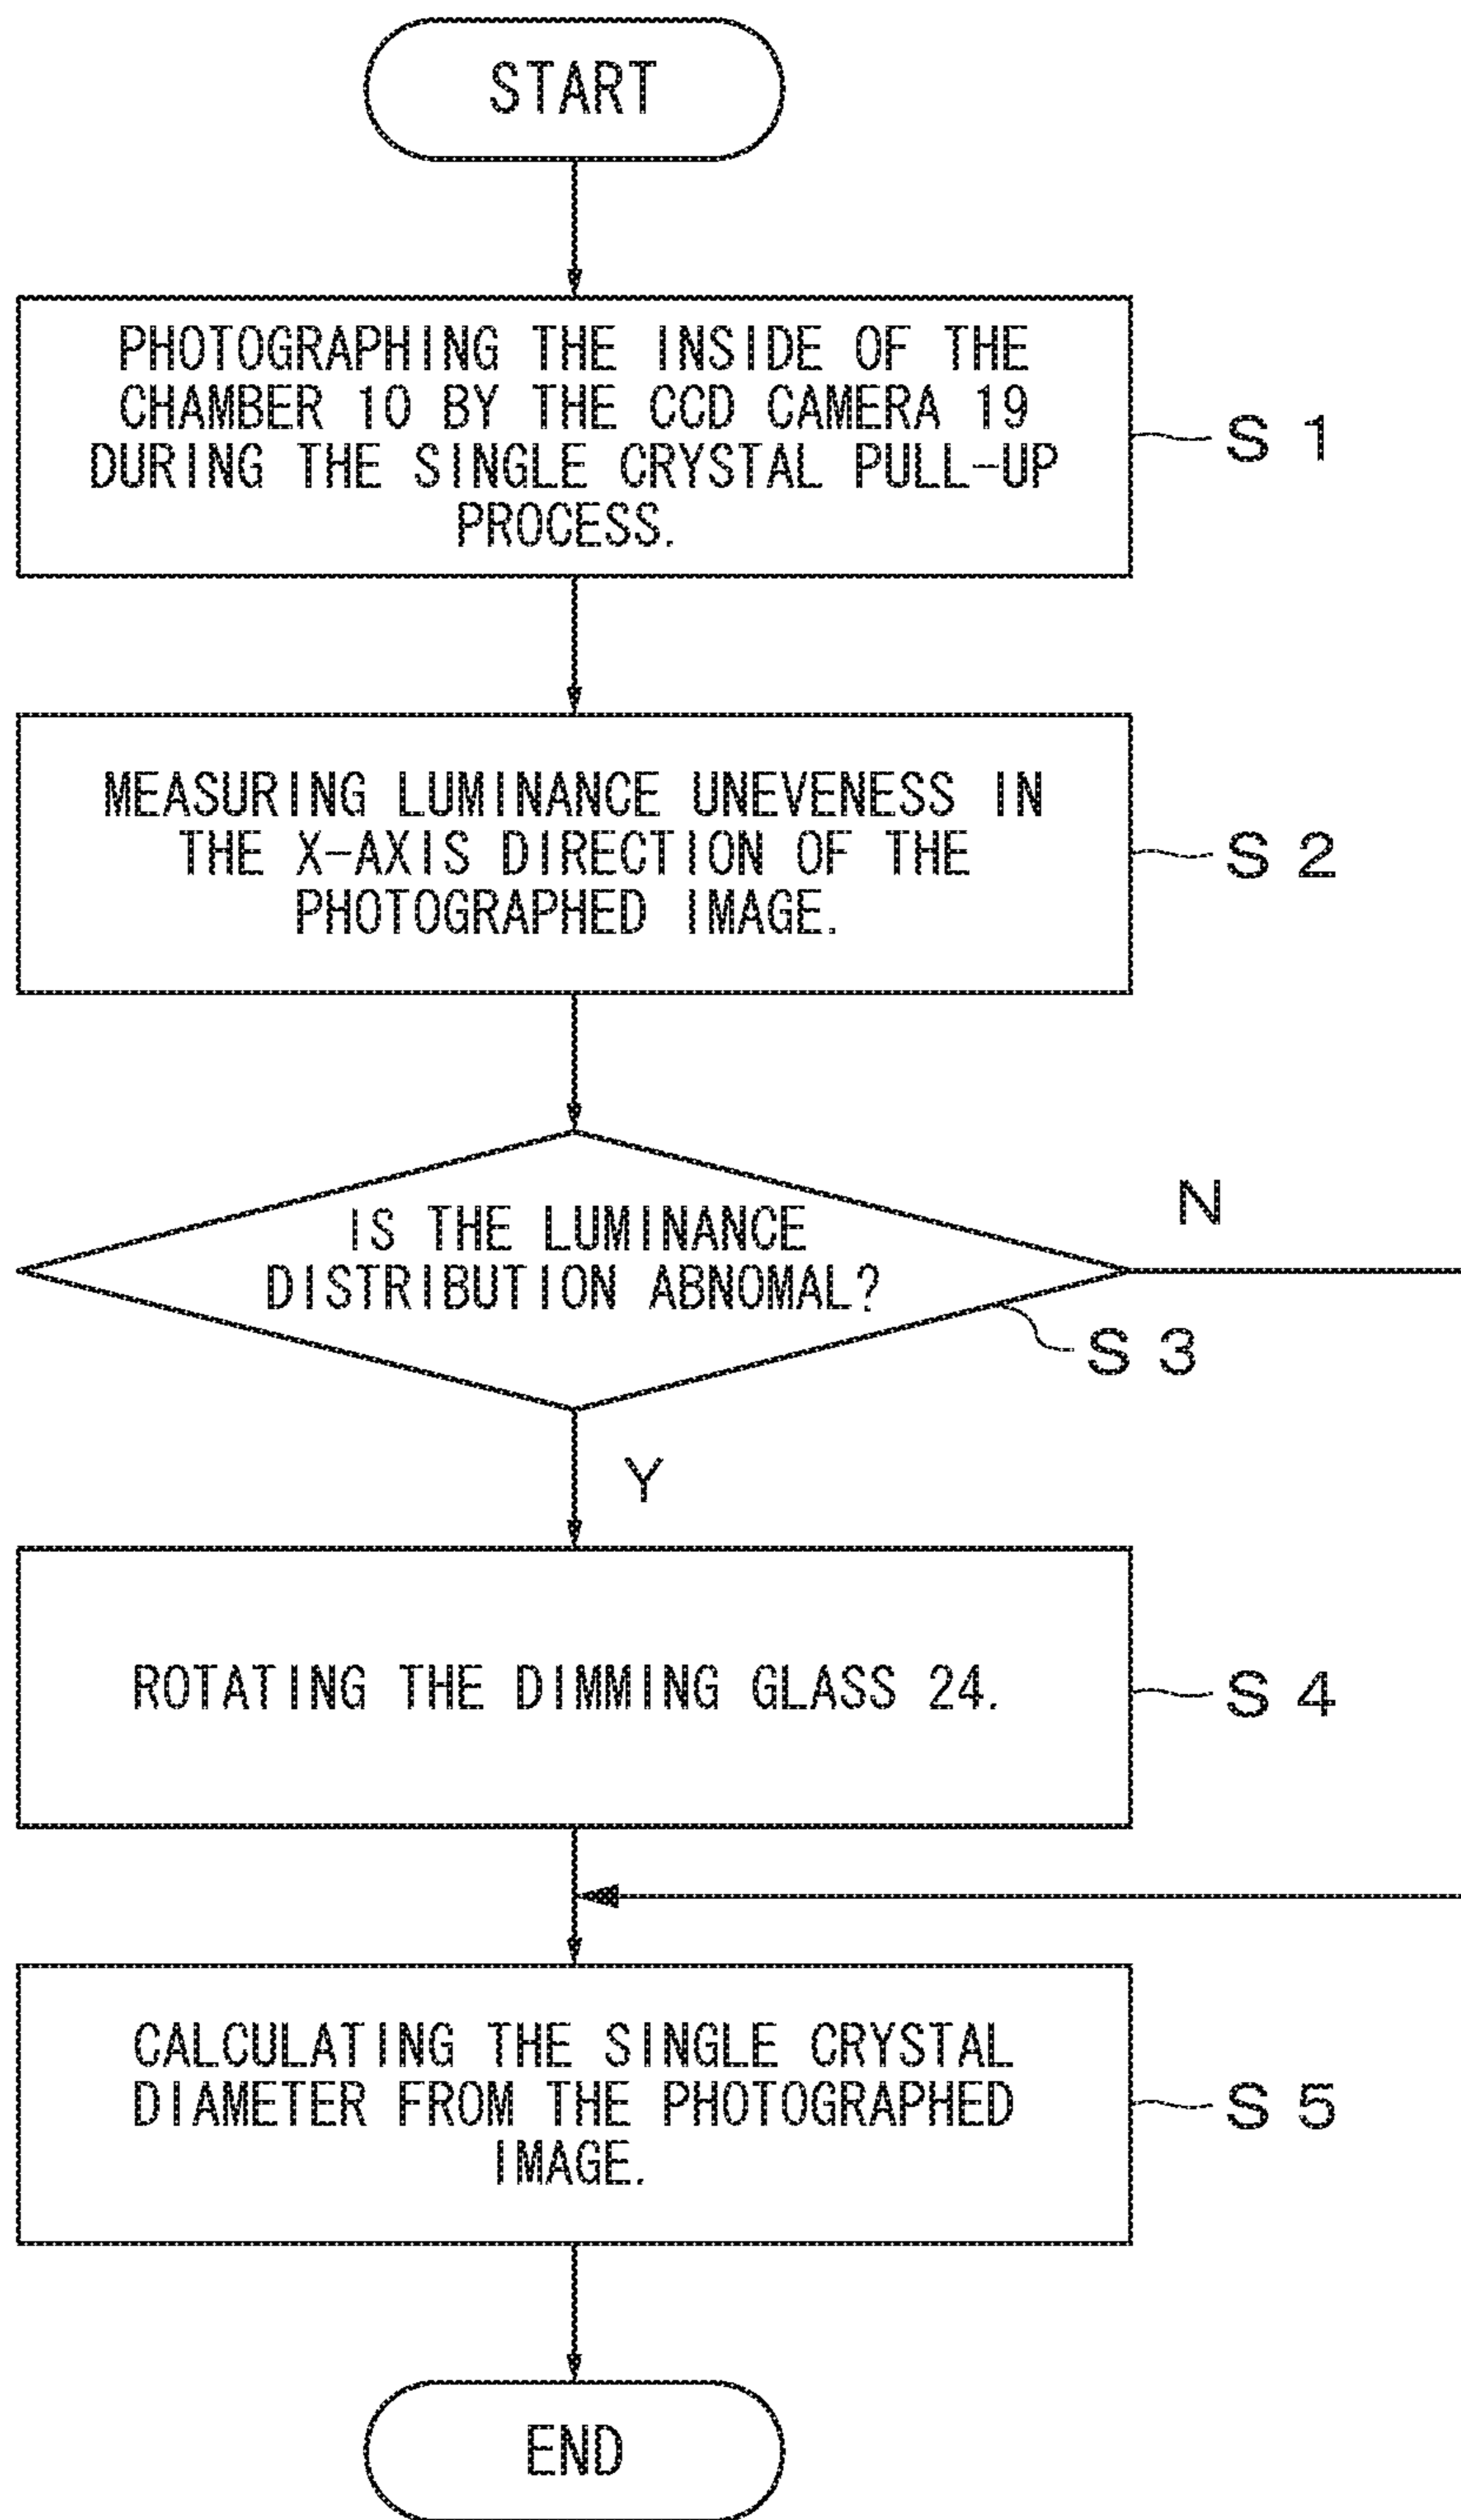 START
PHOTOGRAPHING THE INSIDE OF THE
CHAMBER 10 BY THE CCD CAMERA 19
DURING THE SINGLE CRYSTAL PULL-UP
PROCESS.
S 1
MEASURING LUMINANCE UNEVENESS IN
THE X-AXIS DIRECTION OF THE
PHOTOGRAPHED IMAGE.
S 2
IS THE LUMINANCE
DISTRIBUTION ABNOMAL?
N
S 3
Y
ROTATING THE DIMMING GLASS 24.
S 4
CALCULATING THE SINGLE CRYSTAL
DIAMETER FROM THE PHOTOGRAPHED
IMAGE.
S 5
END